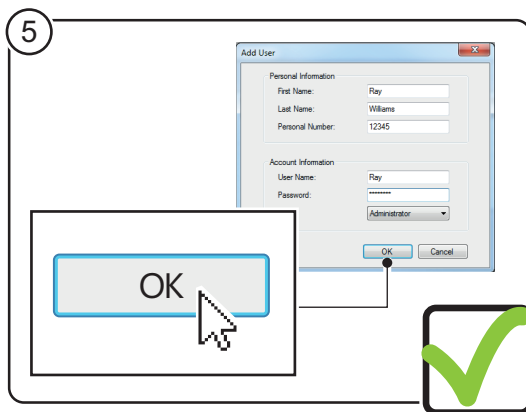 5
Add User
Personal Information
First Name: Ray
Last Name: Williams
Personal Number: 12345
Account Information
User Name: Ray
Password: ********
Administrator
OK Cancel
OK